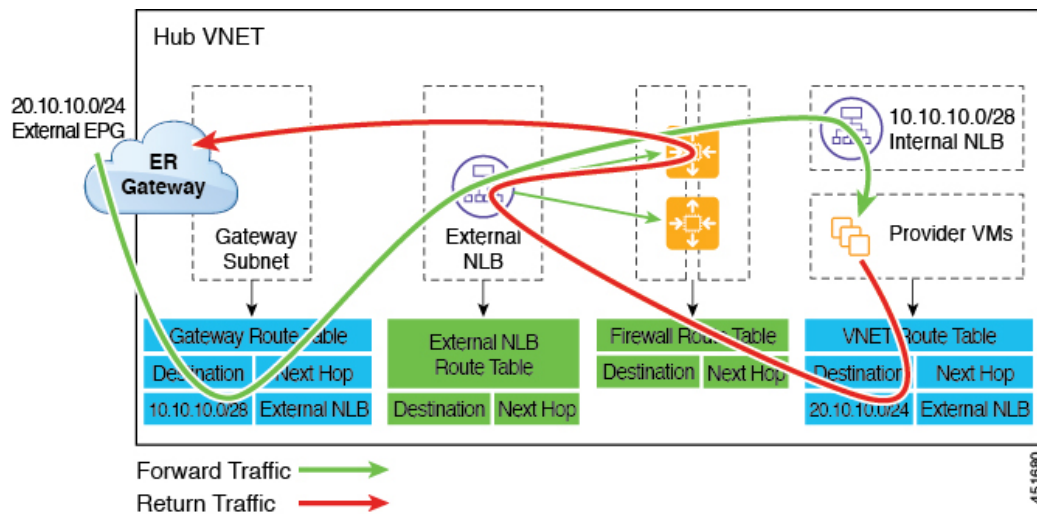 Hub VNET
20.10.10.0/24
External EPG
ER
Gateway
Gateway
Subnet
External
NLB
10.10.10.0/28
Internal NLB
Provider VMs
Gateway Route Table
Destination
Next Hop
10.10.10.0/28
External NLB
External NLB
Route Table
Destination
Next Hop
Firewall Route Table
Destination
Next Hop
VNET Route Table
Destination
Next Hop
20.10.10.0/24
External NLB
Forward Traffic
Return Traffic